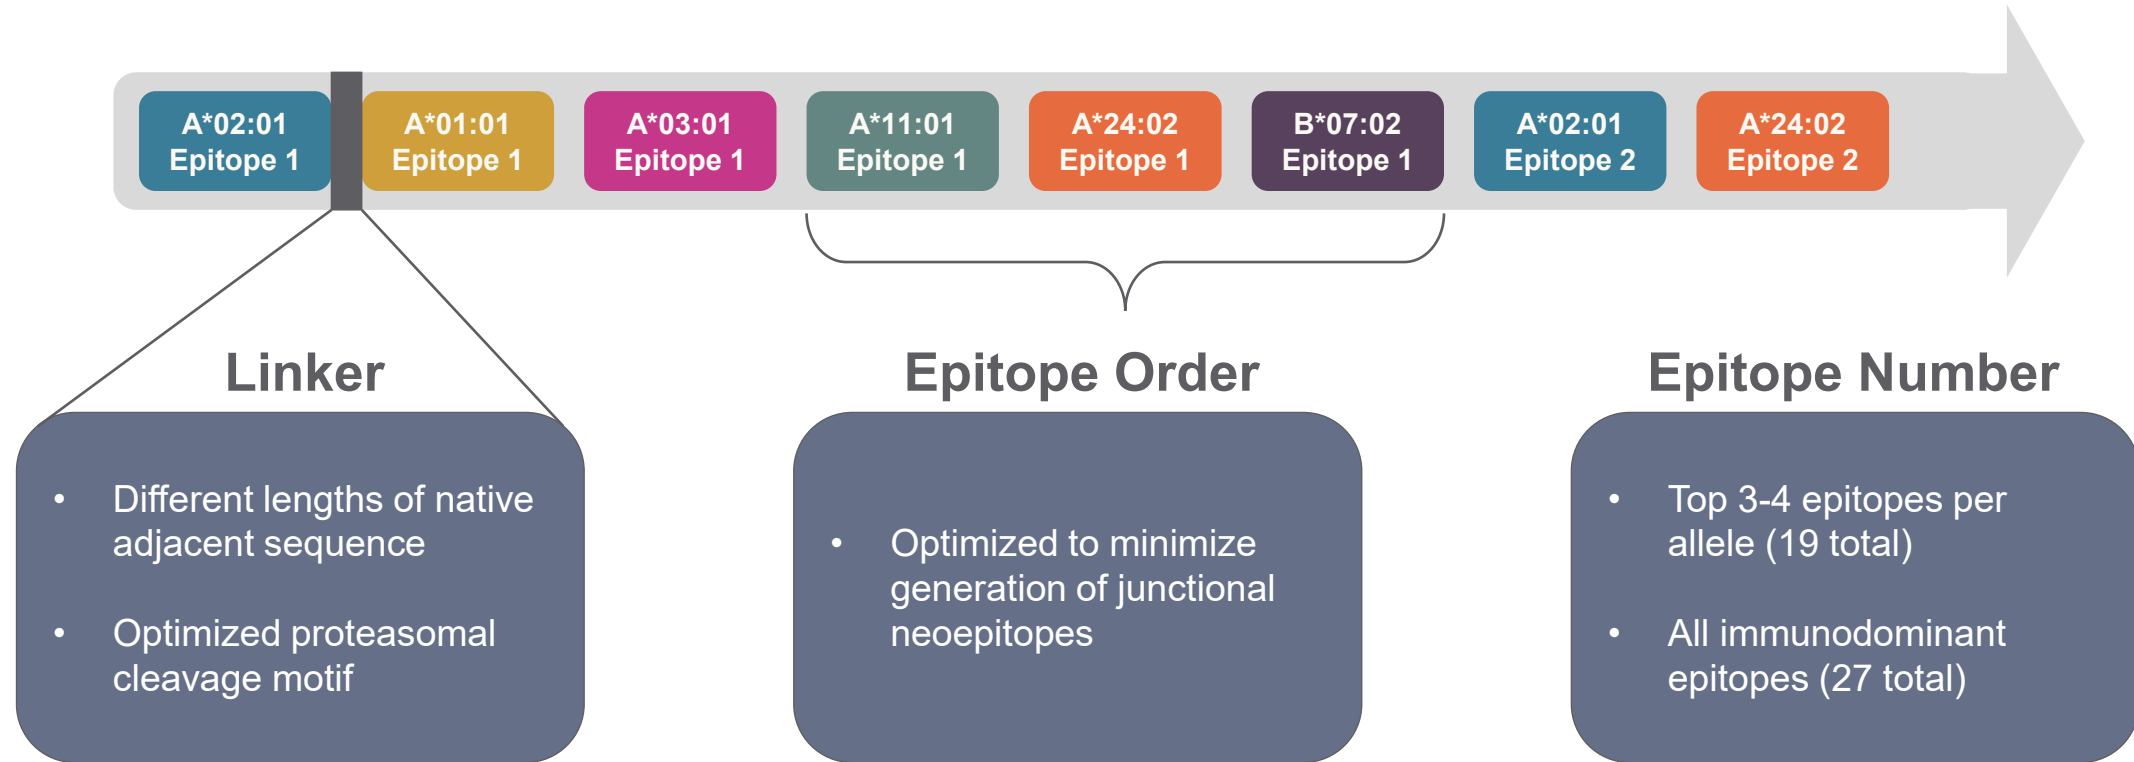 A*02:01
Epitope 1
A*01:01
Epitope 1
A*03:01
Epitope 1
A*11:01
Epitope 1
A*24:02
Epitope 1
B*07:02
Epitope 1
A*02:01
Epitope 2
A*24:02
Epitope 2
Linker
• Different lengths of native
adjacent sequence
• Optimized proteasomal
cleavage motif
Epitope Order
• Optimized to minimize
generation of junctional
neoepitopes
Epitope Number
• Top 3-4 epitopes per
allele (19 total)
• All immunodominant
epitopes (27 total)